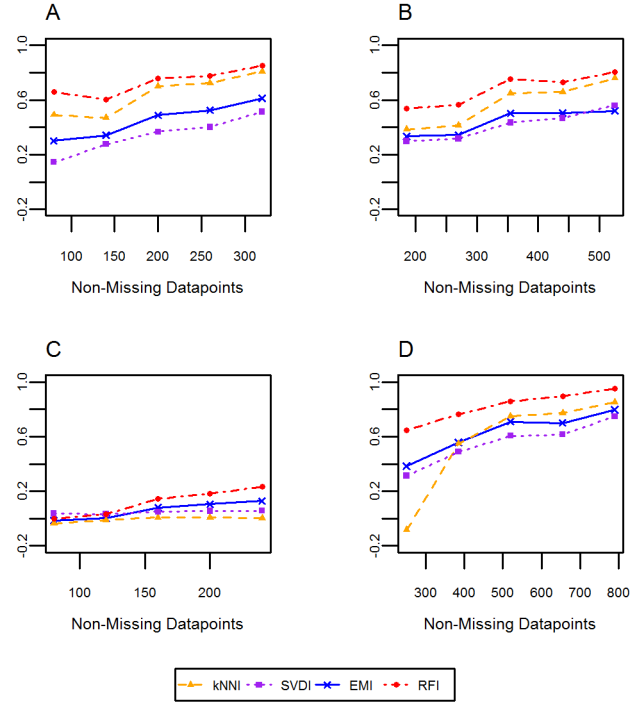 A
1.0
0.6
0.2
-0.2
100 150 200 250 300
Non-Missing Datapoints
B
1.0
0.6
0.2
-0.2
200 300 400 500
Non-Missing Datapoints
C
1.0
0.6
0.2
-0.2
100 120 160 200
Non-Missing Datapoints
D
1.0
0.6
0.2
-0.2
300 400 500 600 700 800
Non-Missing Datapoints
kNNI SVDI EMI RFI